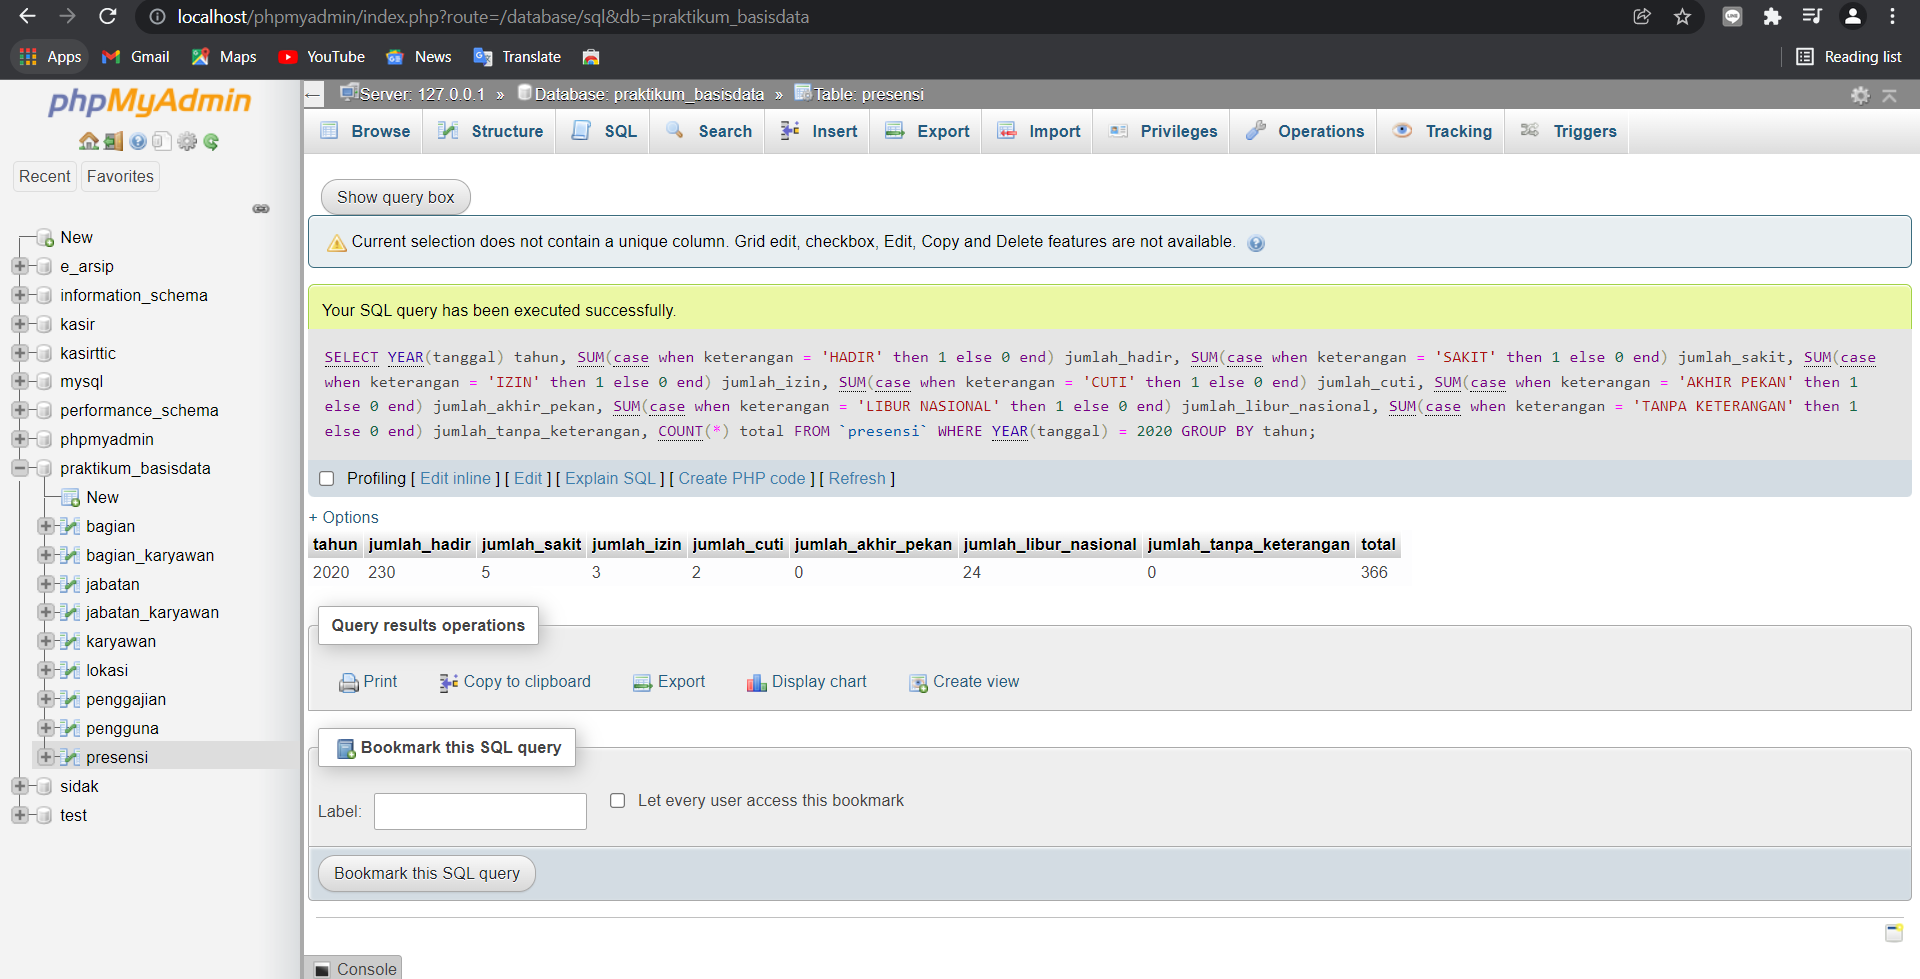 localhost/phpmyadmin/index.php?route=/database/sql&db=praktikum_basisdata
Apps Gmail Maps YouTube News Translate Reading list
phpMyAdmin
Recent Favorites
New
e_arsip
information_schema
kasir
kasirttic
mysql
performance_schema
phpmyadmin
praktikum_basisdata
New
bagian
bagian_karyawan
jabatan
jabatan_karyawan
karyawan
lokasi
penggajian
pengguna
presensi
sidak
test
Server: 127.0.0.1 » Database: praktikum_basisdata » Table: presensi
Browse Structure SQL Search Insert Export Import Privileges Operations Tracking Triggers
Show query box
Current selection does not contain a unique column. Grid edit, checkbox, Edit, Copy and Delete features are not available.
Your SQL query has been executed successfully.
SELECT YEAR(tanggal) tahun, SUM(case when keterangan = 'HADIR' then 1 else 0 end) jumlah_hadir, SUM(case when keterangan = 'SAKIT' then 1 else 0 end) jumlah_sakit, SUM(case
when keterangan = 'IZIN' then 1 else 0 end) jumlah_izin, SUM(case when keterangan = 'CUTI' then 1 else 0 end) jumlah_cuti, SUM(case when keterangan = 'AKHIR PEKAN' then 1
else 0 end) jumlah_akhir_pekan, SUM(case when keterangan = 'LIBUR NASIONAL' then 1 else 0 end) jumlah_libur_nasional, SUM(case when keterangan = 'TANPA KETERANGAN' then 1
else 0 end) jumlah_tanpa_keterangan, COUNT(*) total FROM `presensi` WHERE YEAR(tanggal) = 2020 GROUP BY tahun;
Profiling [ Edit inline ] [ Edit ] [ Explain SQL ] [ Create PHP code ] [ Refresh ]
+ Options
tahun jumlah_hadir jumlah_sakit jumlah_izin jumlah_cuti jumlah_akhir_pekan jumlah_libur_nasional jumlah_tanpa_keterangan total
2020 230 5 3 2 0 24 0 366
Query results operations
Print Copy to clipboard Export Display chart Create view
Bookmark this SQL query
Label: Let every user access this bookmark
Bookmark this SQL query
Console